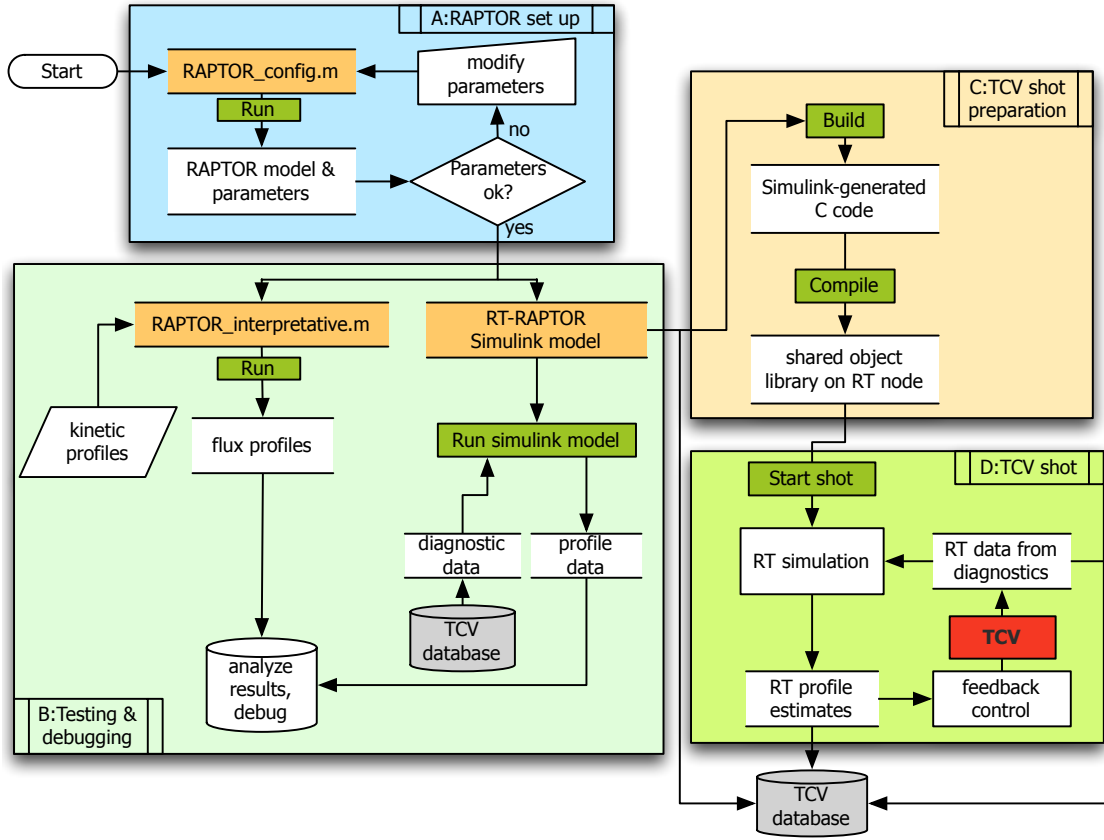 A:RAPTOR set up
Start
RAPTOR_config.m
modify
parameters
Run
no
RAPTOR model &
parameters
Parameters
ok?
yes
C:TCV shot
preparation
Build
Simulink-generated
C code
Compile
shared object
library on RT node
RAPTOR_interpretative.m
RT-RAPTOR
Simulink model
Run
kinetic
profiles
flux profiles
Run simulink model
diagnostic
data
profile
data
TCV
database
analyze
results,
debug
B:Testing &
debugging
D:TCV shot
Start shot
RT simulation
RT data from
diagnostics
TCV
RT profile
estimates
feedback
control
TCV
database